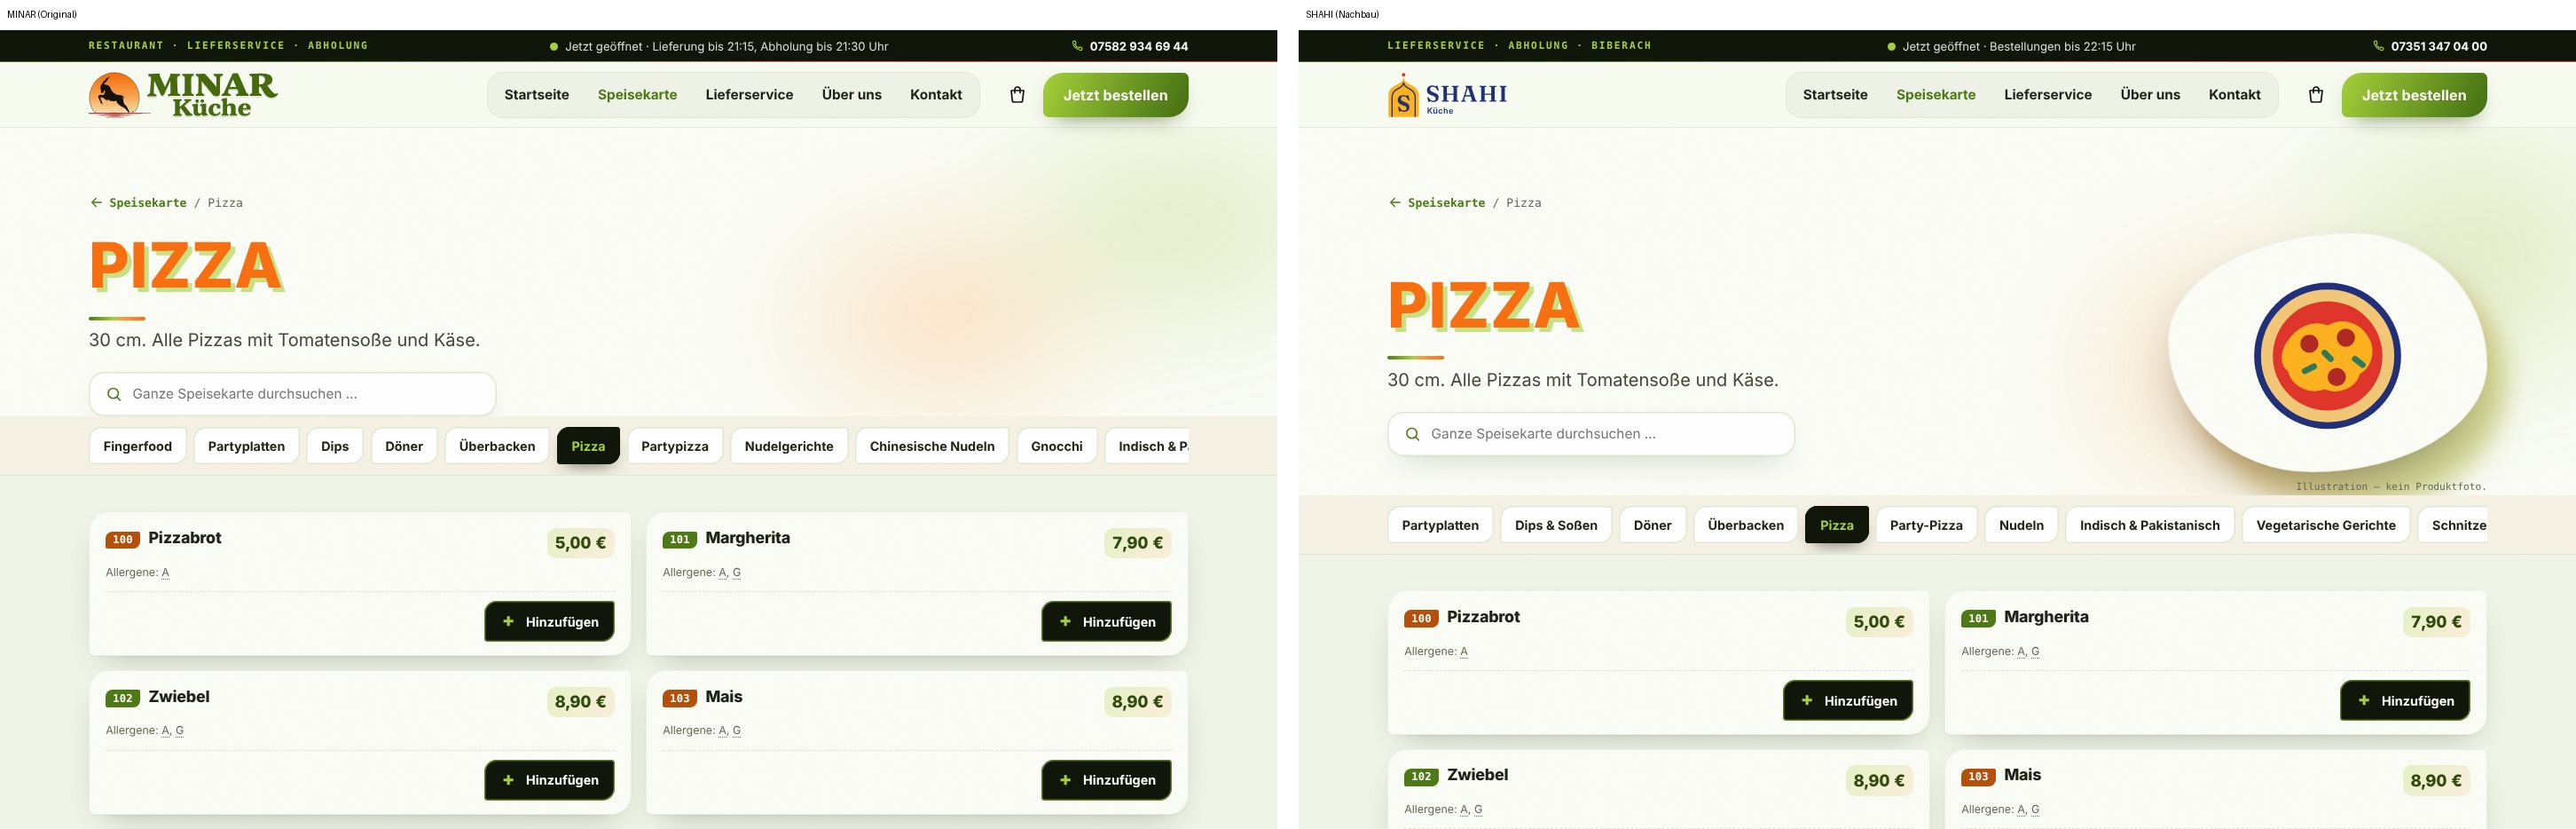 MINAR (Original)
RESTAURANT · LIEFERSERVICE · ABHOLUNG
Jetzt geöffnet · Lieferung bis 21:15, Abholung bis 21:30 Uhr
07582 934 69 44
MINAR
Küche
Startseite
Speisekarte
Lieferservice
Über uns
Kontakt
Jetzt bestellen
← Speisekarte / Pizza
PIZZA
30 cm. Alle Pizzas mit Tomatensoße und Käse.
Ganze Speisekarte durchsuchen ...
Fingerfood
Partyplatten
Dips
Döner
Überbacken
Pizza
Partypizza
Nudelgerichte
Chinesische Nudeln
Gnocchi
Indisch & P
100 Pizzabrot
5,00 €
Allergene: A
+ Hinzufügen
101 Margherita
7,90 €
Allergene: A, G
+ Hinzufügen
102 Zwiebel
8,90 €
Allergene: A, G
+ Hinzufügen
103 Mais
8,90 €
Allergene: A, G
+ Hinzufügen
SHAHI (Nachbau)
LIEFERSERVICE · ABHOLUNG · BIBERACH
Jetzt geöffnet · Bestellungen bis 22:15 Uhr
07351 347 04 00
S
SHAHI
Küche
Startseite
Speisekarte
Lieferservice
Über uns
Kontakt
Jetzt bestellen
← Speisekarte / Pizza
PIZZA
30 cm. Alle Pizzas mit Tomatensoße und Käse.
Ganze Speisekarte durchsuchen ...
Illustration – kein Produktfoto.
Partyplatten
Dips & Soßen
Döner
Überbacken
Pizza
Party-Pizza
Nudeln
Indisch & Pakistanisch
Vegetarische Gerichte
Schnitze
100 Pizzabrot
5,00 €
Allergene: A
+ Hinzufügen
101 Margherita
7,90 €
Allergene: A, G
+ Hinzufügen
102 Zwiebel
8,90 €
Allergene: A, G
103 Mais
8,90 €
Allergene: A, G